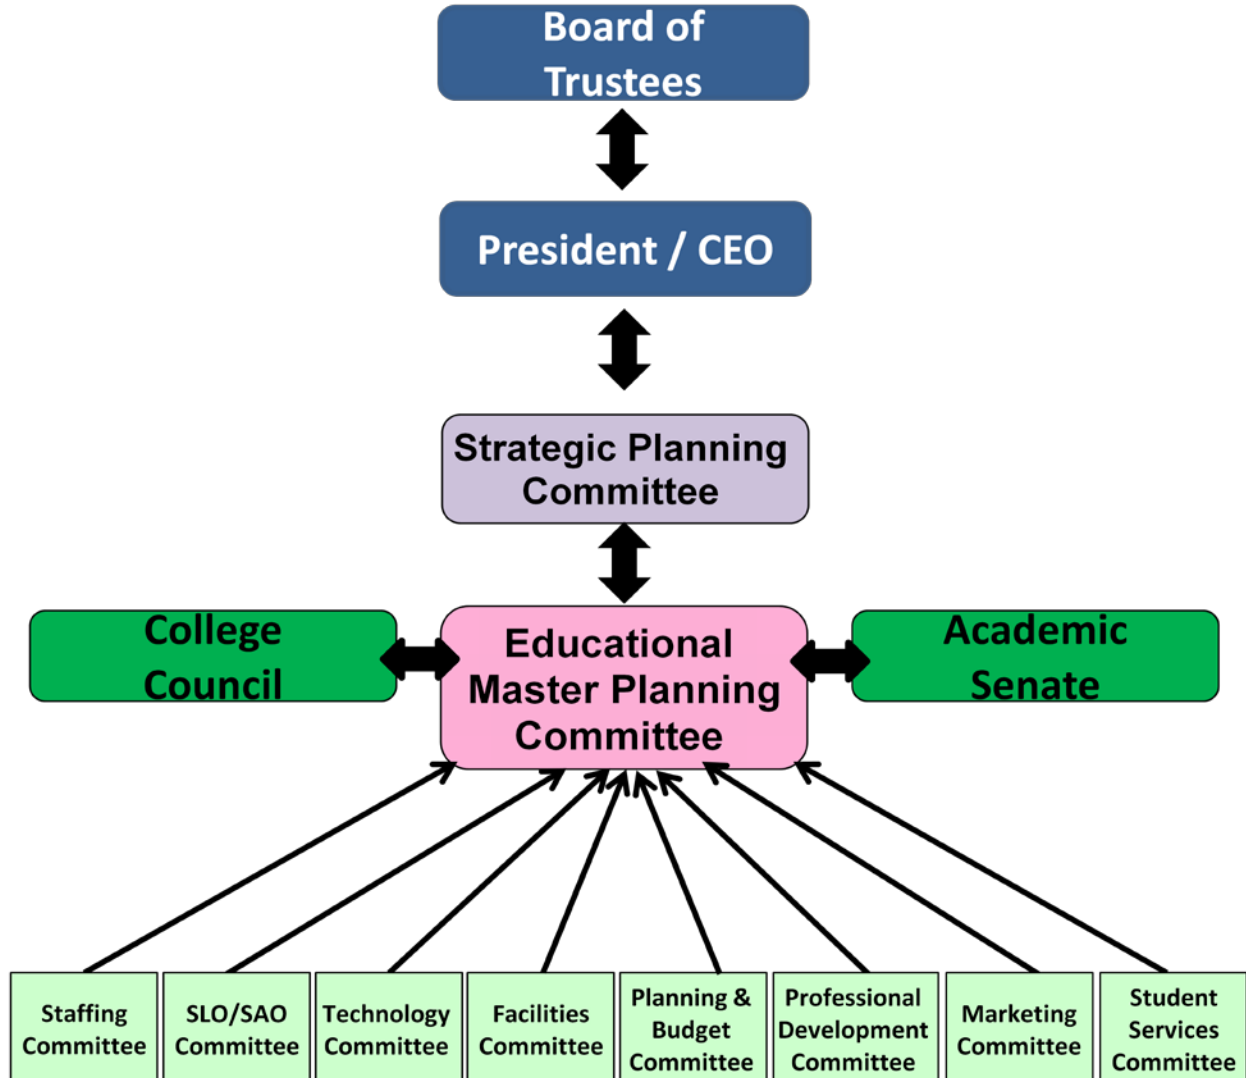 Board of
Trustees
President / CEO
Strategic Planning
Committee
College
Council
Educational
Master Planning
Committee
Academic
Senate
Staffing
Committee
SLO/SAO
Committee
Technology
Committee
Facilities
Committee
Planning &
Budget
Committee
Professional
Development
Committee
Marketing
Committee
Student
Services
Committee